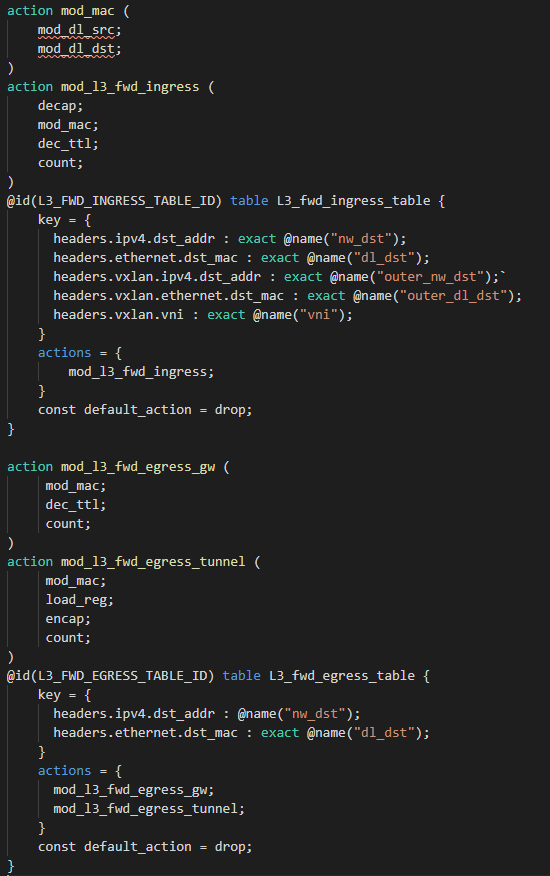 action mod_mac (
    mod_dl_src;
    mod_dl_dst;
)
action mod_l3_fwd_ingress (
    decap;
    mod_mac;
    dec_ttl;
    count;
)
@id(L3_FWD_INGRESS_TABLE_ID) table L3_fwd_ingress_table {
    key = {
      headers.ipv4.dst_addr : exact @name("nw_dst");
      headers.ethernet.dst_mac : exact @name("dl_dst");
      headers.vxlan.ipv4.dst_addr : exact @name("outer_nw_dst");`
      headers.vxlan.ethernet.dst_mac : exact @name("outer_dl_dst");
      headers.vxlan.vni : exact @name("vni");
    }
    actions = {
        mod_l3_fwd_ingress;
    }
    const default_action = drop;
}

action mod_l3_fwd_egress_gw (
     mod_mac;
     dec_ttl;
     count;
)
action mod_l3_fwd_egress_tunnel (
     mod_mac;
     load_reg;
     encap;
     count;
)
@id(L3_FWD_EGRESS_TABLE_ID) table L3_fwd_egress_table {
    key = {
      headers.ipv4.dst_addr : @name("nw_dst");
      headers.ethernet.dst_mac : exact @name("dl_dst");
    }
    actions = {
      mod_l3_fwd_egress_gw;
      mod_l3_fwd_egress_tunnel;
    }
    const default_action = drop;
}